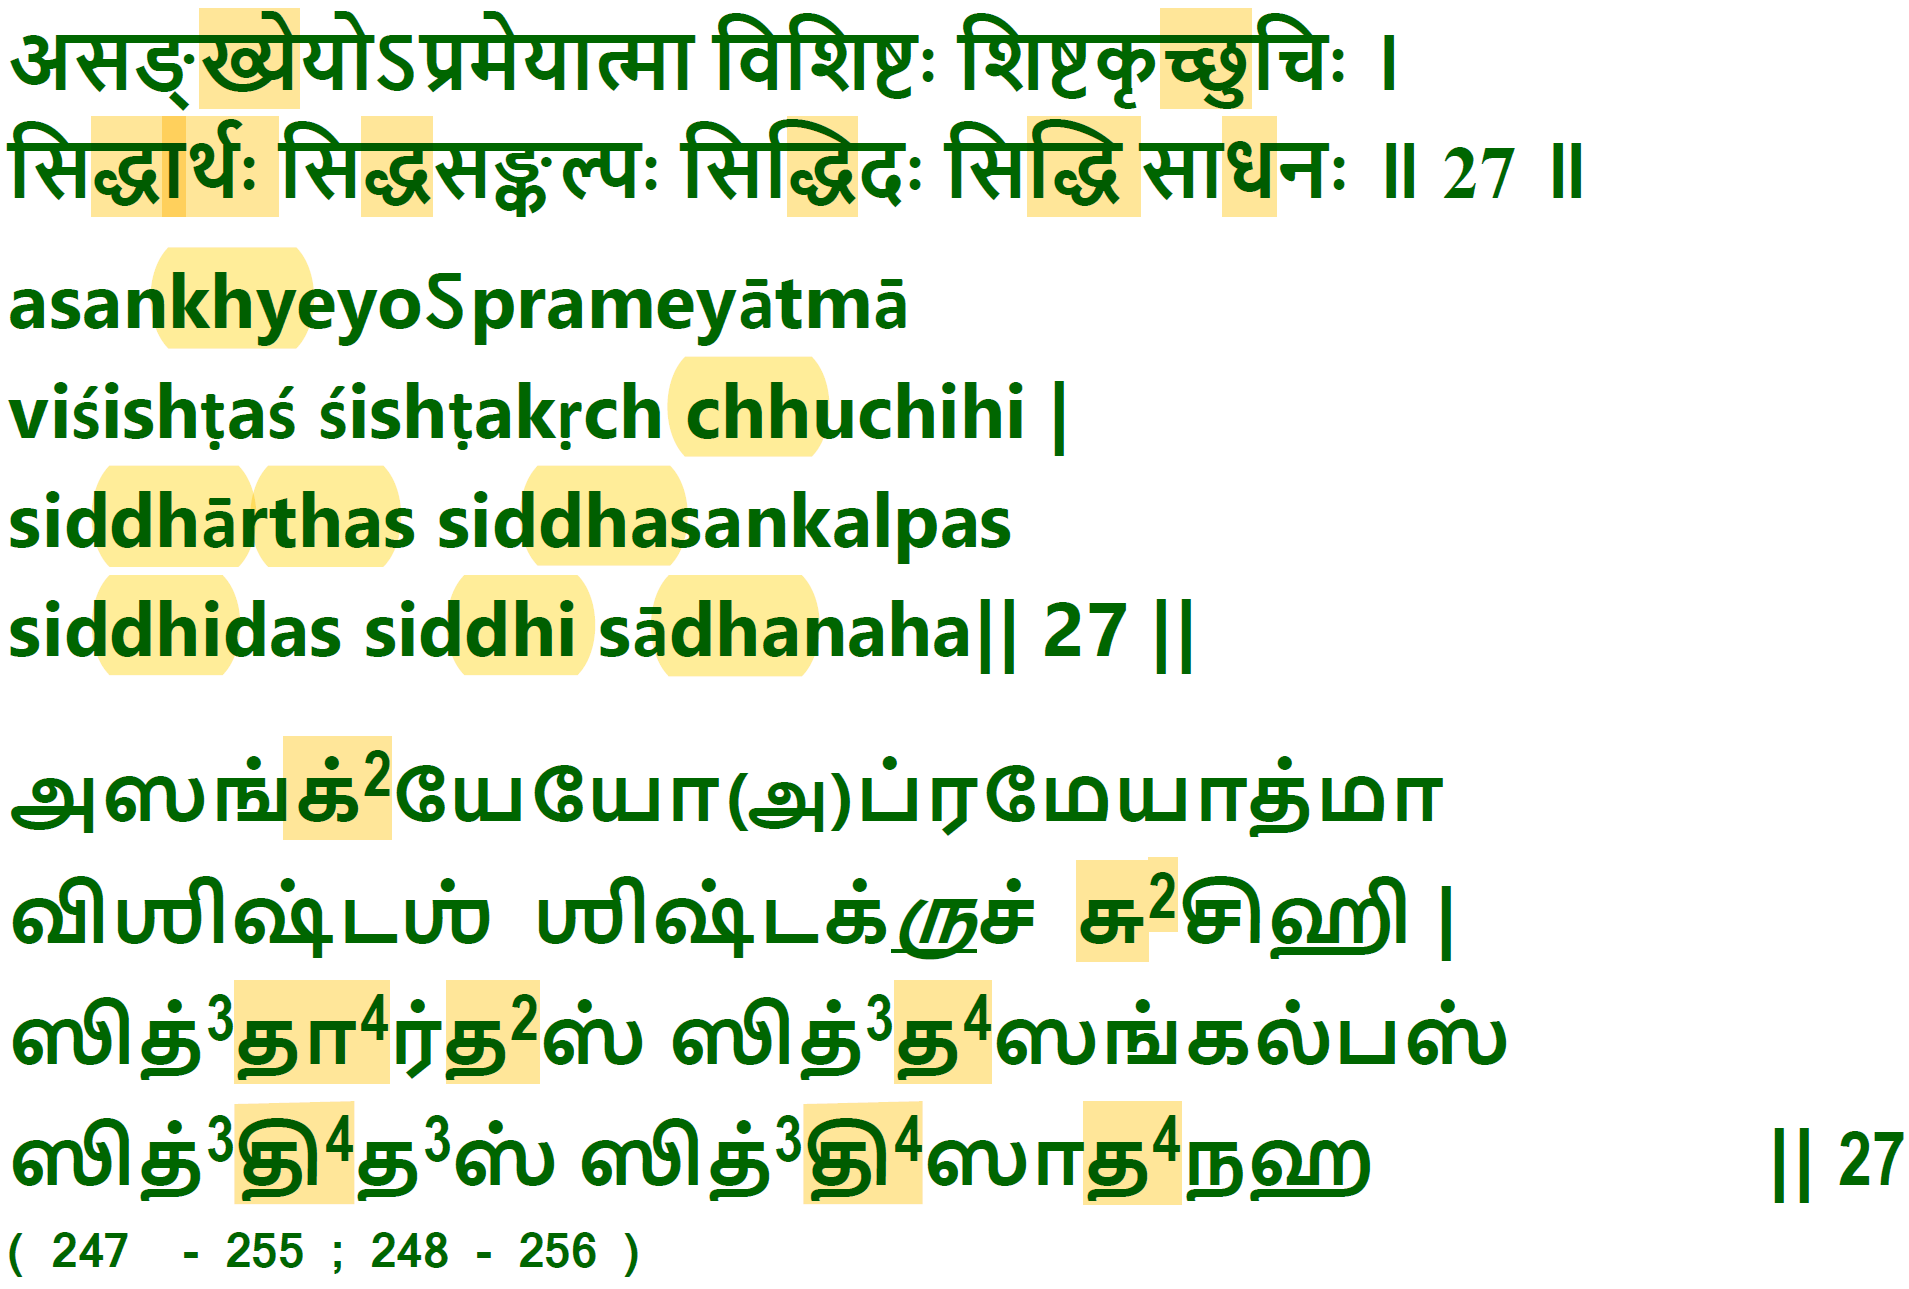 असङ्ख्येयोऽप्रमेयात्मा विशिष्टः शिष्टकृच्छुचिः ।
सिद्धार्थः सिद्धसङ्कल्पः सिद्धिदः सिद्धि साधनः ॥ 27 ॥
asankhyeyoऽprameyātmā
viśishṭaś śishṭakṛch chhuchihi |
siddhārthas siddhasankalpas
siddhidas siddhi sādhanaha|| 27 ||
அஸங்க்²யேயோ(அ)ப்ரமேயாத்மா
விஶிஷ்டஶ் ஶிஷ்டக்ருச் சு²சிஹி |
ஸித்³தா⁴ர்த²ஸ் ஸித்³த⁴ஸங்கல்பஸ்
ஸித்³தி⁴த³ஸ் ஸித்³தி⁴ஸாத⁴நஹ || 27
( 247 - 255 ; 248 - 256 )